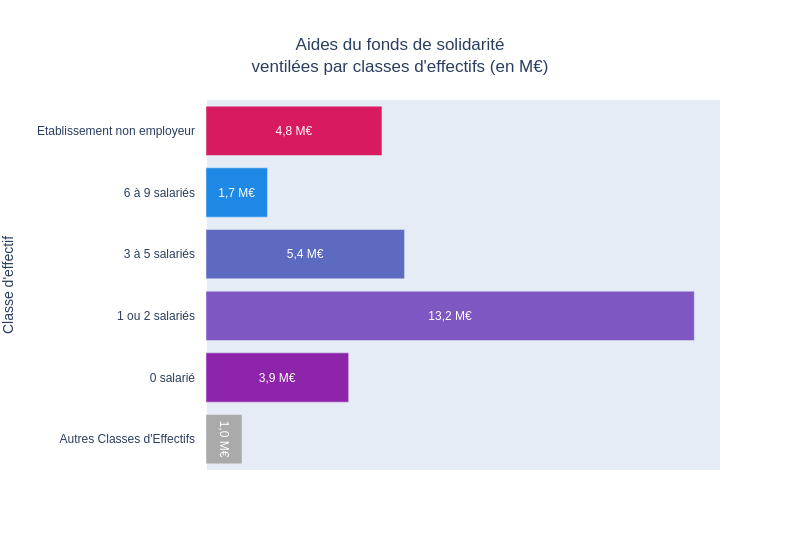 Aides du fonds de solidarité
ventilées par classes d'effectifs (en M€)
Classe d'effectif
Etablissement non employeur
4,8 M€
6 à 9 salariés
1,7 M€
3 à 5 salariés
5,4 M€
1 ou 2 salariés
13,2 M€
0 salarié
3,9 M€
Autres Classes d'Effectifs
1,0 M€